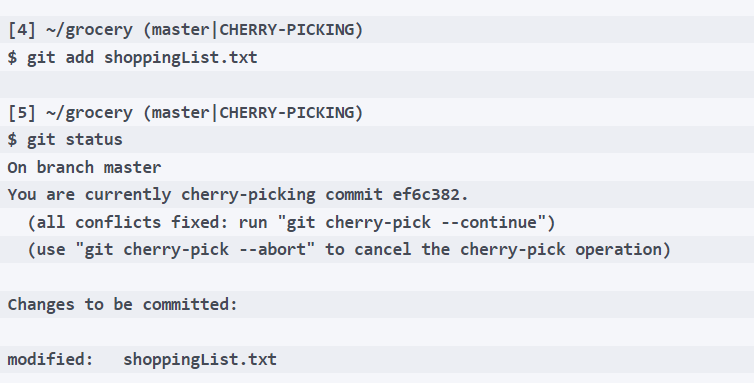 [4] ~/grocery (master|CHERRY-PICKING)
$ git add shoppingList.txt
[5] ~/grocery (master|CHERRY-PICKING)
$ git status
On branch master
You are currently cherry-picking commit ef6c382.
  (all conflicts fixed: run "git cherry-pick --continue")
  (use "git cherry-pick --abort" to cancel the cherry-pick operation)
Changes to be committed:
modified:   shoppingList.txt